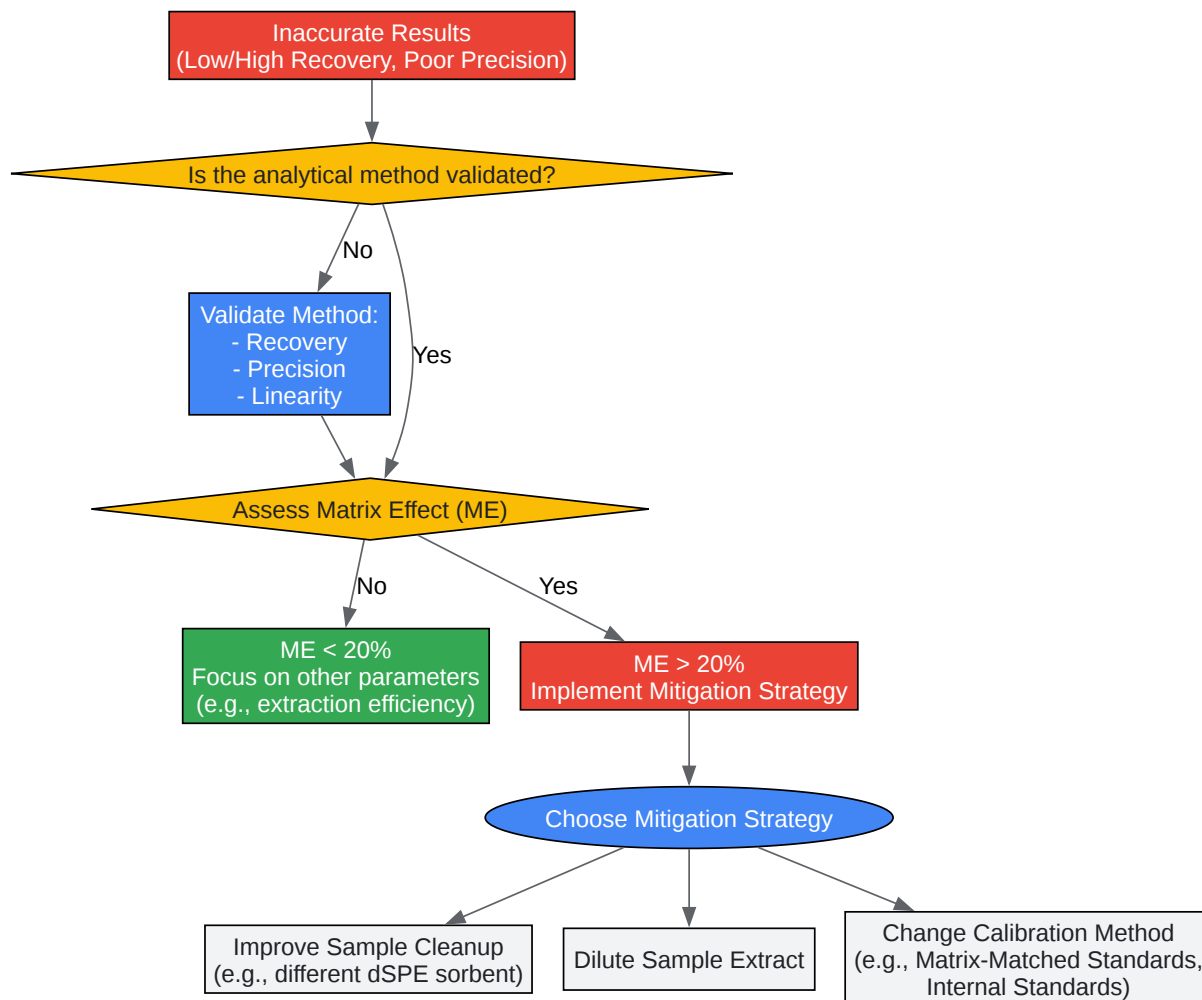 Inaccurate Results
(Low/High Recovery, Poor Precision)
Is the analytical method validated?
No
Validate Method:
- Recovery
- Precision
- Linearity
Yes
Assess Matrix Effect (ME)
No
Yes
ME < 20%
Focus on other parameters
(e.g., extraction efficiency)
ME > 20%
Implement Mitigation Strategy
Choose Mitigation Strategy
Improve Sample Cleanup
(e.g., different dSPE sorbent)
Dilute Sample Extract
Change Calibration Method
(e.g., Matrix-Matched Standards,
Internal Standards)